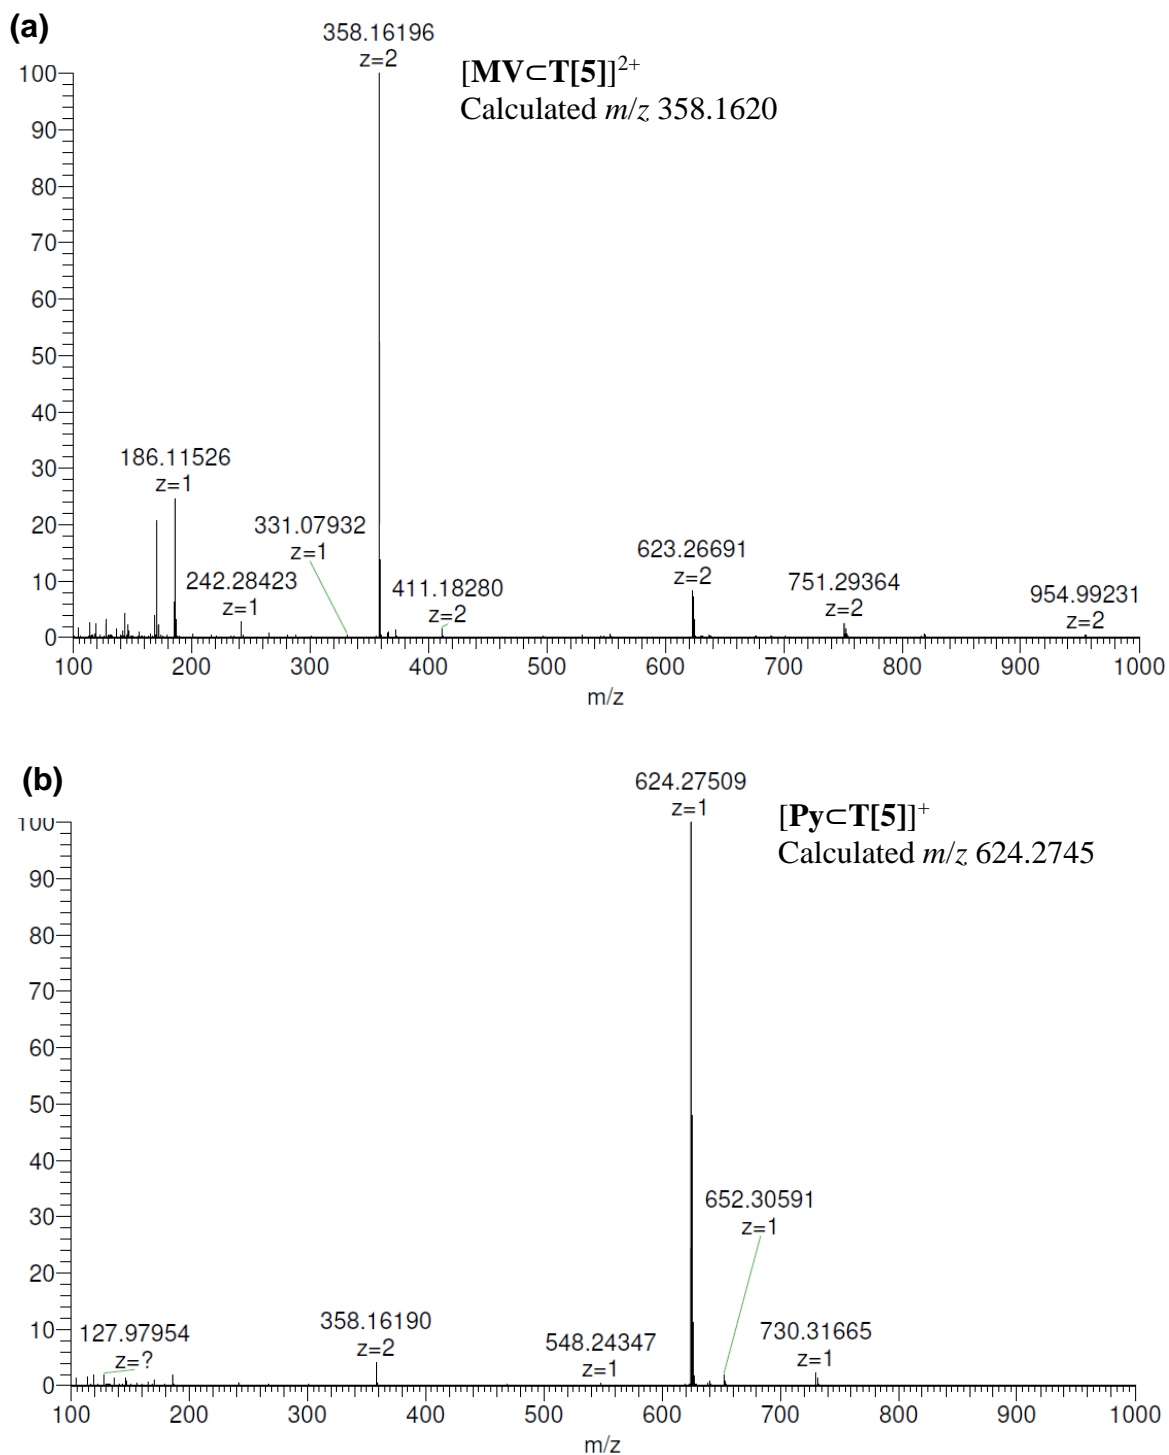 (a)
358.16196
z=2
[MV⊂T[5]]2+
Calculated m/z 358.1620
100
90
80
70
60
50
40
30
20
10
0
186.11526
z=1
242.28423
z=1
331.07932
z=1
411.18280
z=2
623.26691
z=2
751.29364
z=2
954.99231
z=2
100 200 300 400 500 600 700 800 900 1000
m/z
(b)
624.27509
z=1
[Py⊂T[5]]+
Calculated m/z 624.2745
100
90
80
70
60
50
40
30
20
10
0
127.97954
z=?
358.16190
z=2
548.24347
z=1
652.30591
z=1
730.31665
z=1
100 200 300 400 500 600 700 800 900 1000
m/z